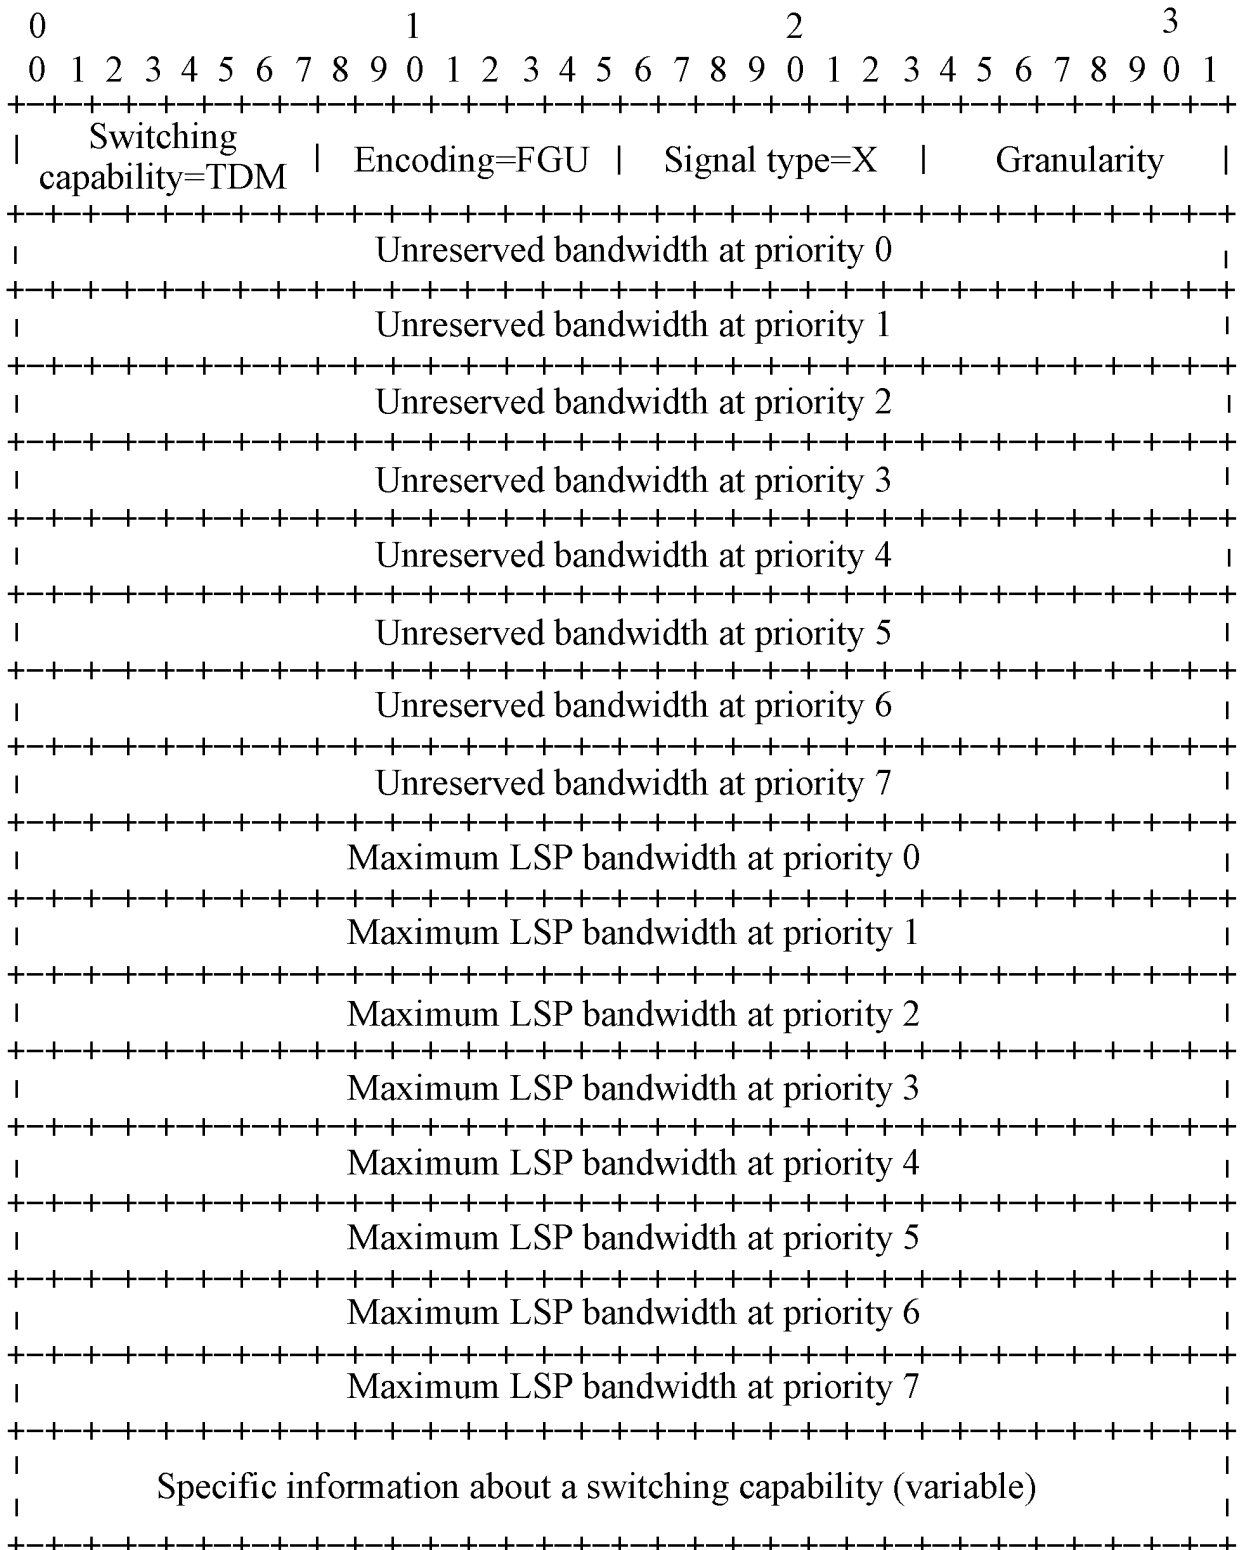 0 1 2 3
0 1 2 3 4 5 6 7 8 9 0 1 2 3 4 5 6 7 8 9 0 1 2 3 4 5 6 7 8 9 0 1
+-+-+-+-+-+-+-+-+-+-+-+-+-+-+-+-+-+-+-+-+-+-+-+-+-+-+-+-+-+-+-+-+
| Switching capability=TDM | Encoding=FGU | Signal type=X | Granularity |
+-+-+-+-+-+-+-+-+-+-+-+-+-+-+-+-+-+-+-+-+-+-+-+-+-+-+-+-+-+-+-+-+
| Unreserved bandwidth at priority 0 |
+-+-+-+-+-+-+-+-+-+-+-+-+-+-+-+-+-+-+-+-+-+-+-+-+-+-+-+-+-+-+-+-+
| Unreserved bandwidth at priority 1 |
+-+-+-+-+-+-+-+-+-+-+-+-+-+-+-+-+-+-+-+-+-+-+-+-+-+-+-+-+-+-+-+-+
| Unreserved bandwidth at priority 2 |
+-+-+-+-+-+-+-+-+-+-+-+-+-+-+-+-+-+-+-+-+-+-+-+-+-+-+-+-+-+-+-+-+
| Unreserved bandwidth at priority 3 |
+-+-+-+-+-+-+-+-+-+-+-+-+-+-+-+-+-+-+-+-+-+-+-+-+-+-+-+-+-+-+-+-+
| Unreserved bandwidth at priority 4 |
+-+-+-+-+-+-+-+-+-+-+-+-+-+-+-+-+-+-+-+-+-+-+-+-+-+-+-+-+-+-+-+-+
| Unreserved bandwidth at priority 5 |
+-+-+-+-+-+-+-+-+-+-+-+-+-+-+-+-+-+-+-+-+-+-+-+-+-+-+-+-+-+-+-+-+
| Unreserved bandwidth at priority 6 |
+-+-+-+-+-+-+-+-+-+-+-+-+-+-+-+-+-+-+-+-+-+-+-+-+-+-+-+-+-+-+-+-+
| Unreserved bandwidth at priority 7 |
+-+-+-+-+-+-+-+-+-+-+-+-+-+-+-+-+-+-+-+-+-+-+-+-+-+-+-+-+-+-+-+-+
| Maximum LSP bandwidth at priority 0 |
+-+-+-+-+-+-+-+-+-+-+-+-+-+-+-+-+-+-+-+-+-+-+-+-+-+-+-+-+-+-+-+-+
| Maximum LSP bandwidth at priority 1 |
+-+-+-+-+-+-+-+-+-+-+-+-+-+-+-+-+-+-+-+-+-+-+-+-+-+-+-+-+-+-+-+-+
| Maximum LSP bandwidth at priority 2 |
+-+-+-+-+-+-+-+-+-+-+-+-+-+-+-+-+-+-+-+-+-+-+-+-+-+-+-+-+-+-+-+-+
| Maximum LSP bandwidth at priority 3 |
+-+-+-+-+-+-+-+-+-+-+-+-+-+-+-+-+-+-+-+-+-+-+-+-+-+-+-+-+-+-+-+-+
| Maximum LSP bandwidth at priority 4 |
+-+-+-+-+-+-+-+-+-+-+-+-+-+-+-+-+-+-+-+-+-+-+-+-+-+-+-+-+-+-+-+-+
| Maximum LSP bandwidth at priority 5 |
+-+-+-+-+-+-+-+-+-+-+-+-+-+-+-+-+-+-+-+-+-+-+-+-+-+-+-+-+-+-+-+-+
| Maximum LSP bandwidth at priority 6 |
+-+-+-+-+-+-+-+-+-+-+-+-+-+-+-+-+-+-+-+-+-+-+-+-+-+-+-+-+-+-+-+-+
| Maximum LSP bandwidth at priority 7 |
+-+-+-+-+-+-+-+-+-+-+-+-+-+-+-+-+-+-+-+-+-+-+-+-+-+-+-+-+-+-+-+-+
| Specific information about a switching capability (variable) |
+-+-+-+-+-+-+-+-+-+-+-+-+-+-+-+-+-+-+-+-+-+-+-+-+-+-+-+-+-+-+-+-+